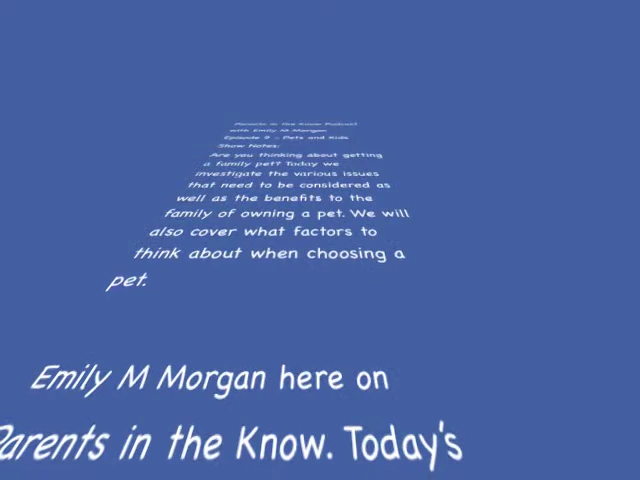 Parents in the Know Podcast
with Emily M Morgan
Episode 9 - Pets and Kids
Show Notes:
Are you thinking about getting
a family pet? Today we
investigate the various issues
that need to be considered as
well as the benefits to the
family of owning a pet. We will
also cover what factors to
think about when choosing a
pet.
Emily M Morgan here on
Parents in the Know. Today's